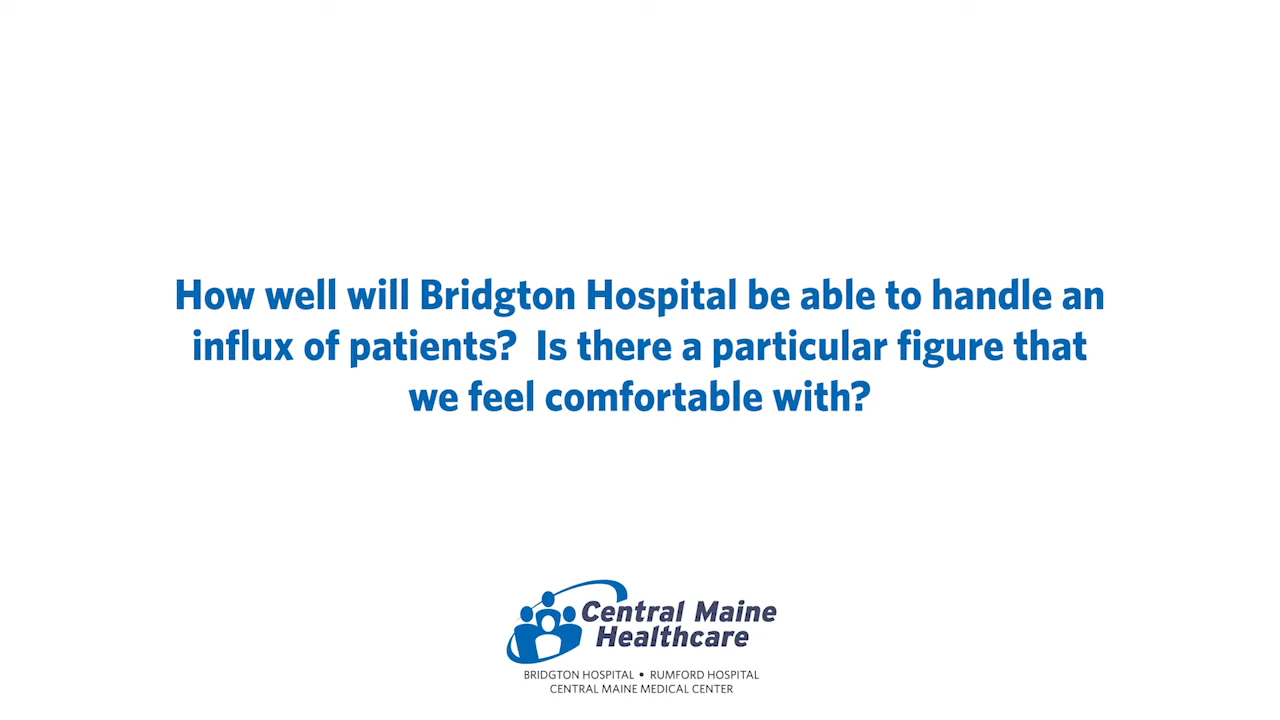 How well will Bridgton Hospital be able to handle an
influx of patients?  Is there a particular figure that
we feel comfortable with?
Central Maine
Healthcare
BRIDGTON HOSPITAL • RUMFORD HOSPITAL
CENTRAL MAINE MEDICAL CENTER